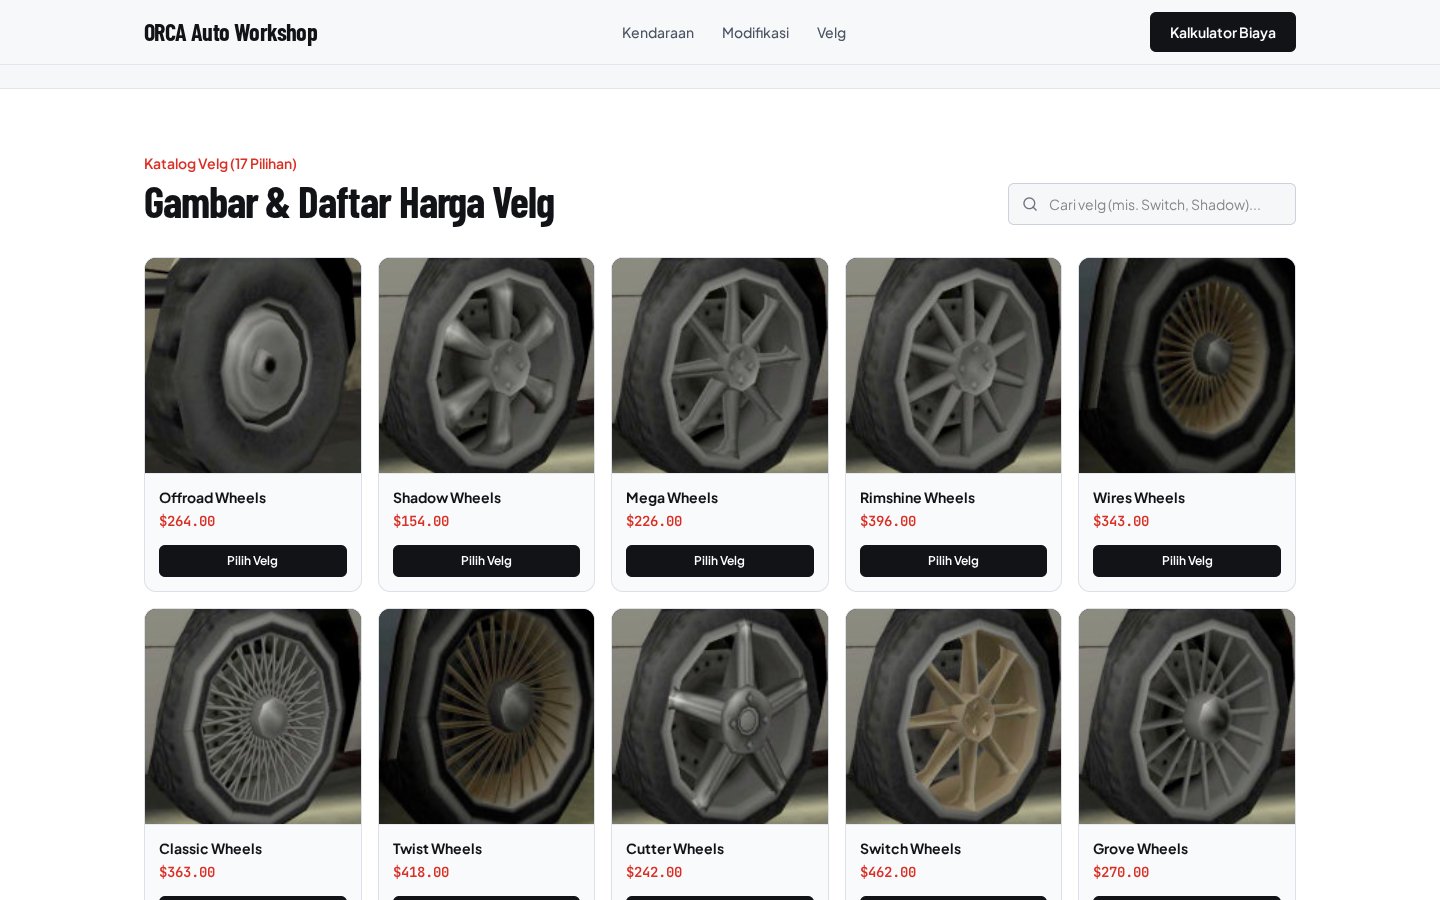 ORCA Auto Workshop
Kendaraan
Modifikasi
Velg
Kalkulator Biaya
Katalog Velg (17 Pilihan)
Gambar & Daftar Harga Velg
Cari velg (mis. Switch, Shadow)...
Offroad Wheels
$264.00
Pilih Velg
Shadow Wheels
$154.00
Pilih Velg
Mega Wheels
$226.00
Pilih Velg
Rimshine Wheels
$396.00
Pilih Velg
Wires Wheels
$343.00
Pilih Velg
Classic Wheels
$363.00
Twist Wheels
$418.00
Cutter Wheels
$242.00
Switch Wheels
$462.00
Grove Wheels
$270.00